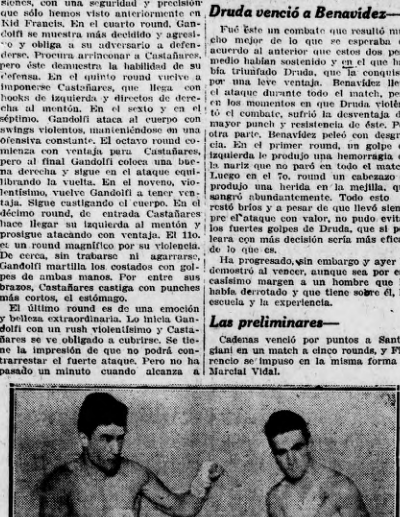 siones, con una seguridad y precisión
que sólo hemos visto anteriormente en
Kid Francis. En el cuarto round, Gan-
dolfi se muestra más decidido y agresi-
vo y obliga a su adversario a defen-
derse. Procura arrinconar a Castañares,
pero éste demuestra la habilidad de su
defensa. En el quinto round vuelve a
imponerse Castañares, que llega con
hooks de izquierda y directos de dere-
cha al mentón. En el sexto y en el
séptimo. Gandolfi ataca al cuerpo con
swings violentos, manteniéndose en una
ofensiva constante. El octavo round co-
mienza con ventaja para Castañares,
pero al final Gandolfi coloca una bue-
na derecha y sigue en el ataque equi-
librando la vuelta. En el noveno, vio-
lentísimo, vuelve Gandolfi a tener ven-
taja. Sigue castigando el cuerpo. En el
décimo round, de entrada Castañares
hace llegar su izquierda al mentón y
prosigue atacando con ventaja. El 11o.
es un round magnífico por su violencia.
De cerca, sin trabarse ni agarrarse,
Gandolfi martilla los costados con gol-
pes de ambas manos. Por entre sus
brazos, Castañares castiga con punches
más cortos, el estómago.
El último round es de una emoción
y belleza extraordinaria. Lo inicia Gan-
dolfi con un rush violentísimo y Casta-
ñares se ve obligado a cubrirse. Se tie-
ne la impresión de que no podrá con-
trarrestar el fuerte ataque. Pero no ha
pasado un minuto cuando alcanza a
Druda venció a Benavidez—
Fué éste un combate que resultó mu
cho mejor de lo que se esperaba
acuerdo al anterior que estos dos pe
medio habían sostenido y en el que ha
bía triunfado Druda, que la conquis
por una leve ventaja. Benavidez lle
el ataque durante todo el match, pe
en los momentos en que Druda violen
tó el combate, sufrió la desventaja d
mayor punch y resistencia de éste. Po
otra parte, Benavidez peleó con desgr
cia. En el primer round, un golpe
izquierda le produjo una hemorragia
la nariz que no paró en todo el match
Luego en el 7o. round un cabezazo
produjo una herida en la mejilla, qu
sangró abundantemente. Todo esto
restó bríos y a pesar de que llevó siem
pre el ataque con valor, no pudo evit
los fuertes golpes de Druda, que si pe
leara con más decisión sería más efica
de lo que es.
Ha progresado, sin embargo y ayer
demostró al vencer, aunque sea por es
casísimo margen a un hombre que
había derrotado y que tiene sobre él, l
escuela y la experiencia.
Las preliminares—
Cadenas venció por puntos a Sant
giani en un match a cinco rounds, y Fl
rencio se impuso en la misma forma
Marcial Vidal.